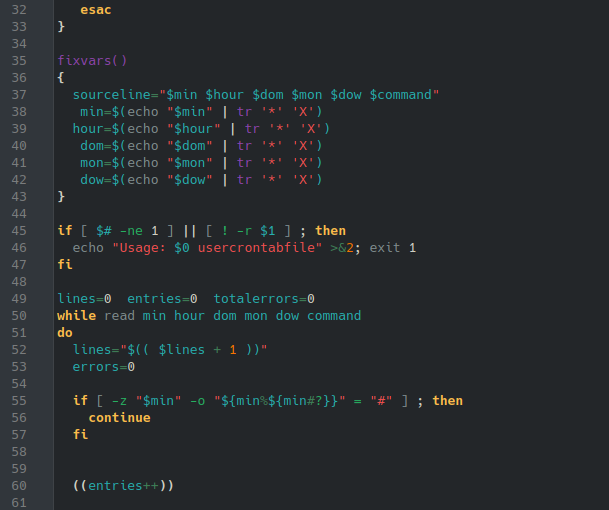 32 esac
33 }
34
35 fixvars()
36 {
37 sourceline="$min $hour $dom $mon $dow $command"
38 min=$(echo "$min" | tr '*' 'X')
39 hour=$(echo "$hour" | tr '*' 'X')
40 dom=$(echo "$dom" | tr '*' 'X')
41 mon=$(echo "$mon" | tr '*' 'X')
42 dow=$(echo "$dow" | tr '*' 'X')
43 }
44
45 if [ $# -ne 1 ] || [ ! -r $1 ] ; then
46 echo "Usage: $0 usercrontabfile" >&2; exit 1
47 fi
48
49 lines=0 entries=0 totalerrors=0
50 while read min hour dom mon dow command
51 do
52 lines="$(( $lines + 1 ))"
53 errors=0
54
55 if [ -z "$min" -o "${min%${min#?}}" = "#" ] ; then
56 continue
57 fi
58
59
60 ((entries++))
61